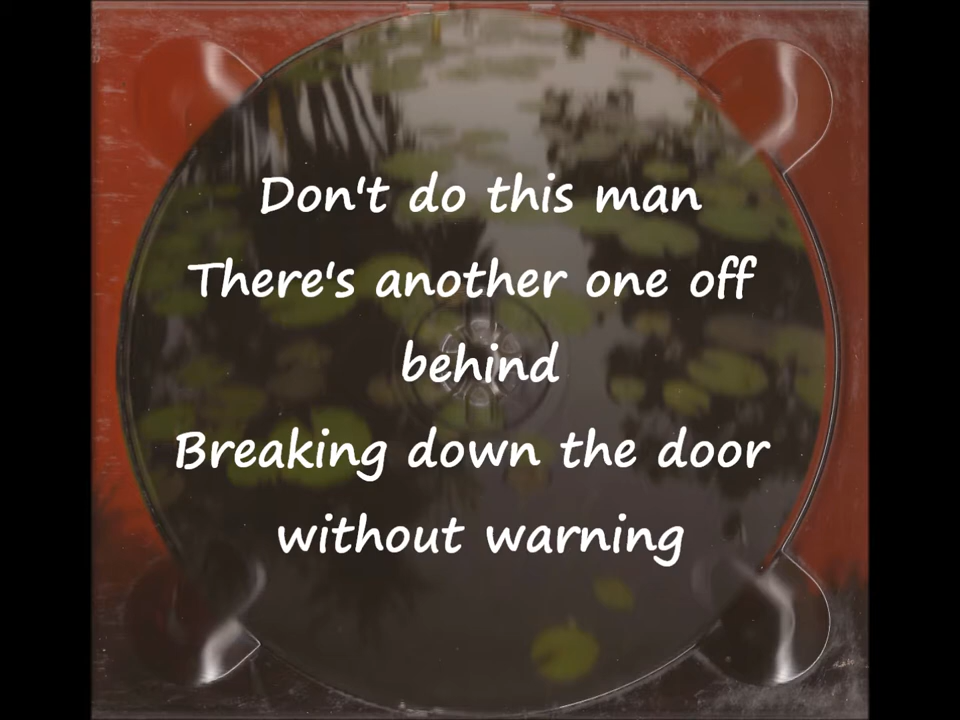 Don't do this man
There's another one off
behind
Breaking down the door
without warning